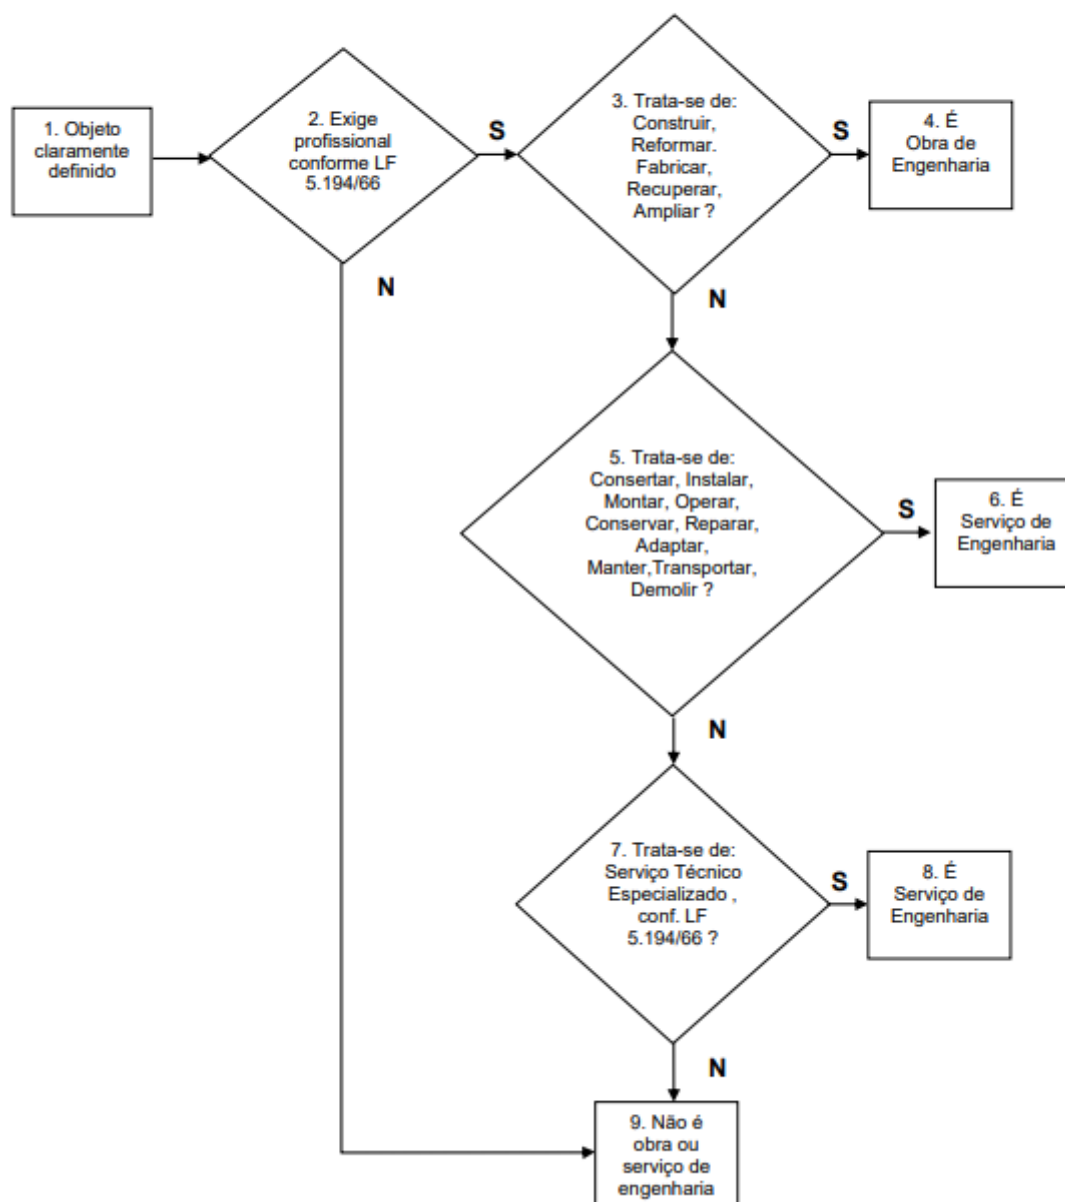 1. Objeto
claramente
definido
2. Exige
profissional
conforme LF
5.194/66
S
N
3. Trata-se de:
Construir,
Reformar.
Fabricar,
Recuperar,
Ampliar ?
S
4. É
Obra de
Engenharia
N
5. Trata-se de:
Consertar, Instalar,
Montar, Operar,
Conservar, Reparar,
Adaptar,
Manter,Transportar,
Demolir ?
S
6. É
Serviço de
Engenharia
N
7. Trata-se de:
Serviço Técnico
Especializado ,
conf. LF
5.194/66 ?
S
8. É
Serviço de
Engenharia
N
9. Não é
obra ou
serviço de
engenharia